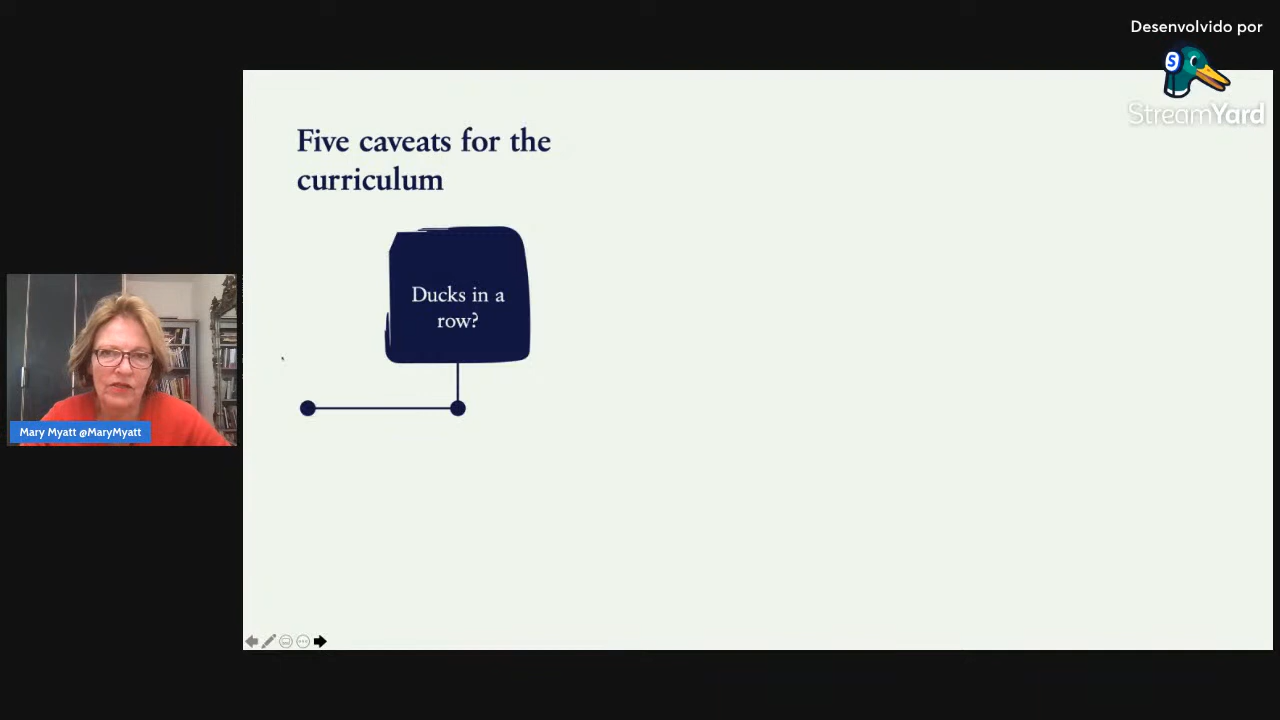 Desenvolvido por
S
StreamYard
Five caveats for the
curriculum
Ducks in a
row?
Mary Myatt @MaryMyatt